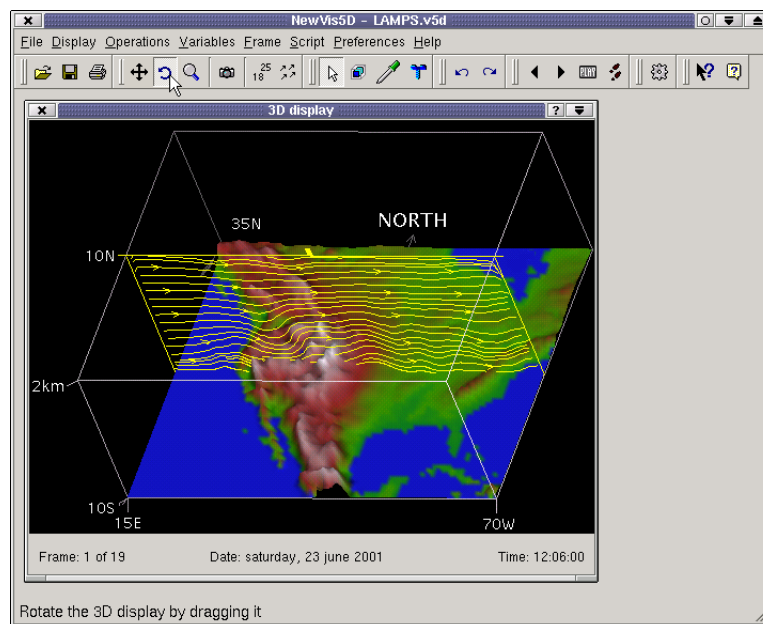 NewVis5D - LAMPS.v5d
File Display Operations Variables Frame Script Preferences Help
25
18
PLAY
?
?
3D display
?
35N
NORTH
10N
2km
10S
15E
70W
Frame: 1 of 19 Date: saturday, 23 june 2001 Time: 12:06:00
Rotate the 3D display by dragging it